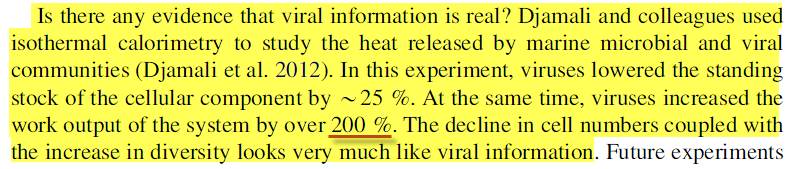 Is there any evidence that viral information is real? Djamali and colleagues used
isothermal calorimetry to study the heat released by marine microbial and viral
communities (Djamali et al. 2012). In this experiment, viruses lowered the standing
stock of the cellular component by ~25 %. At the same time, viruses increased the
work output of the system by over 200 %. The decline in cell numbers coupled with
the increase in diversity looks very much like viral information. Future experiments